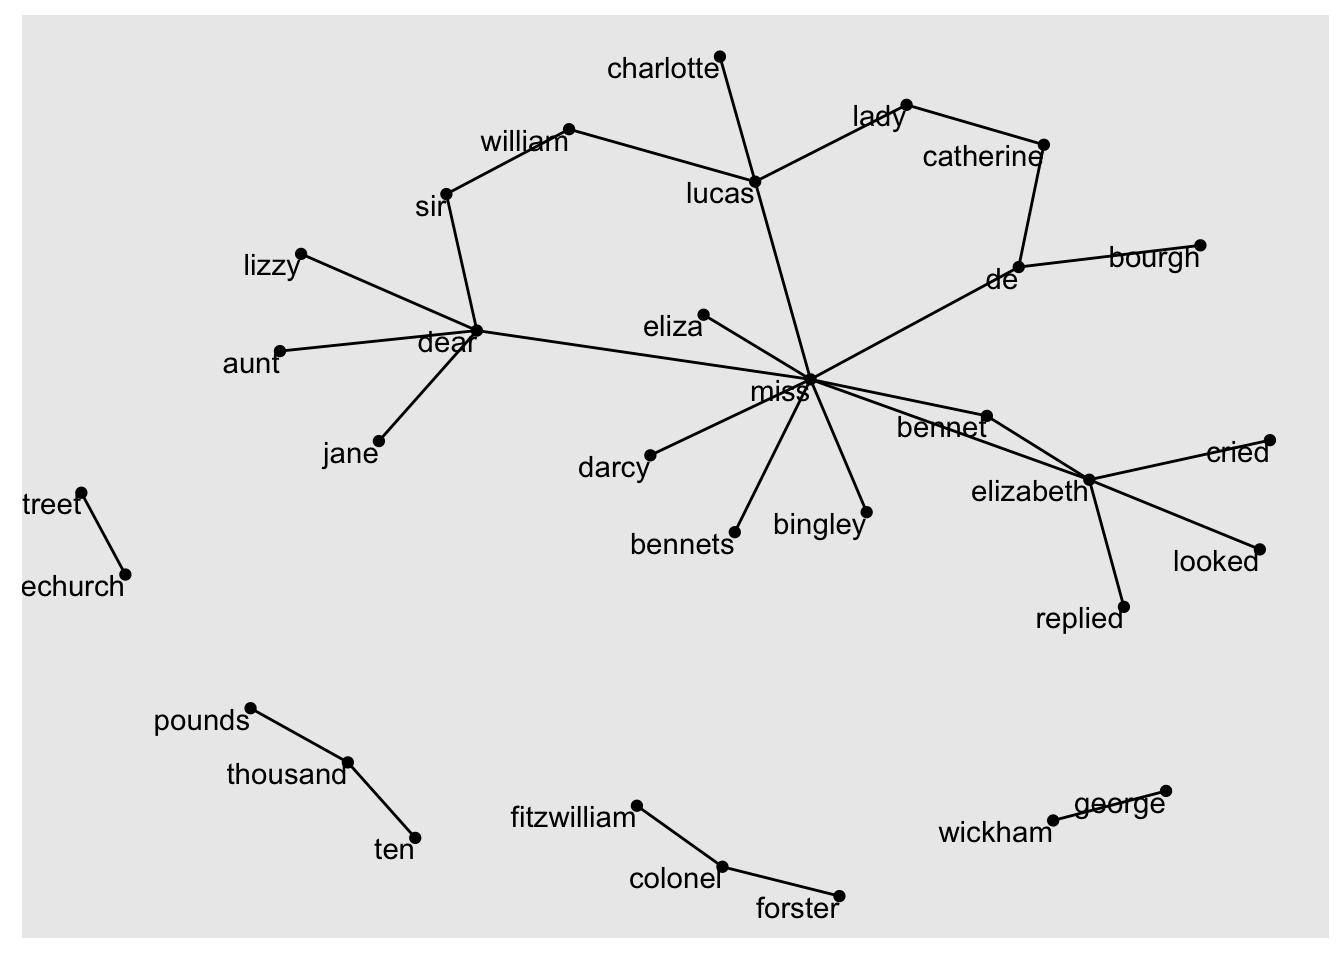 charlotte
lady
william
catherine
lucas
sir
bourgh
lizzy
de
eliza
dear
aunt
miss
bennet
jane
cried
darcy
elizabeth
treet
bingley
bennets
looked
echurch
replied
pounds
thousand
george
fitzwilliam
wickham
ten
colonel
forster